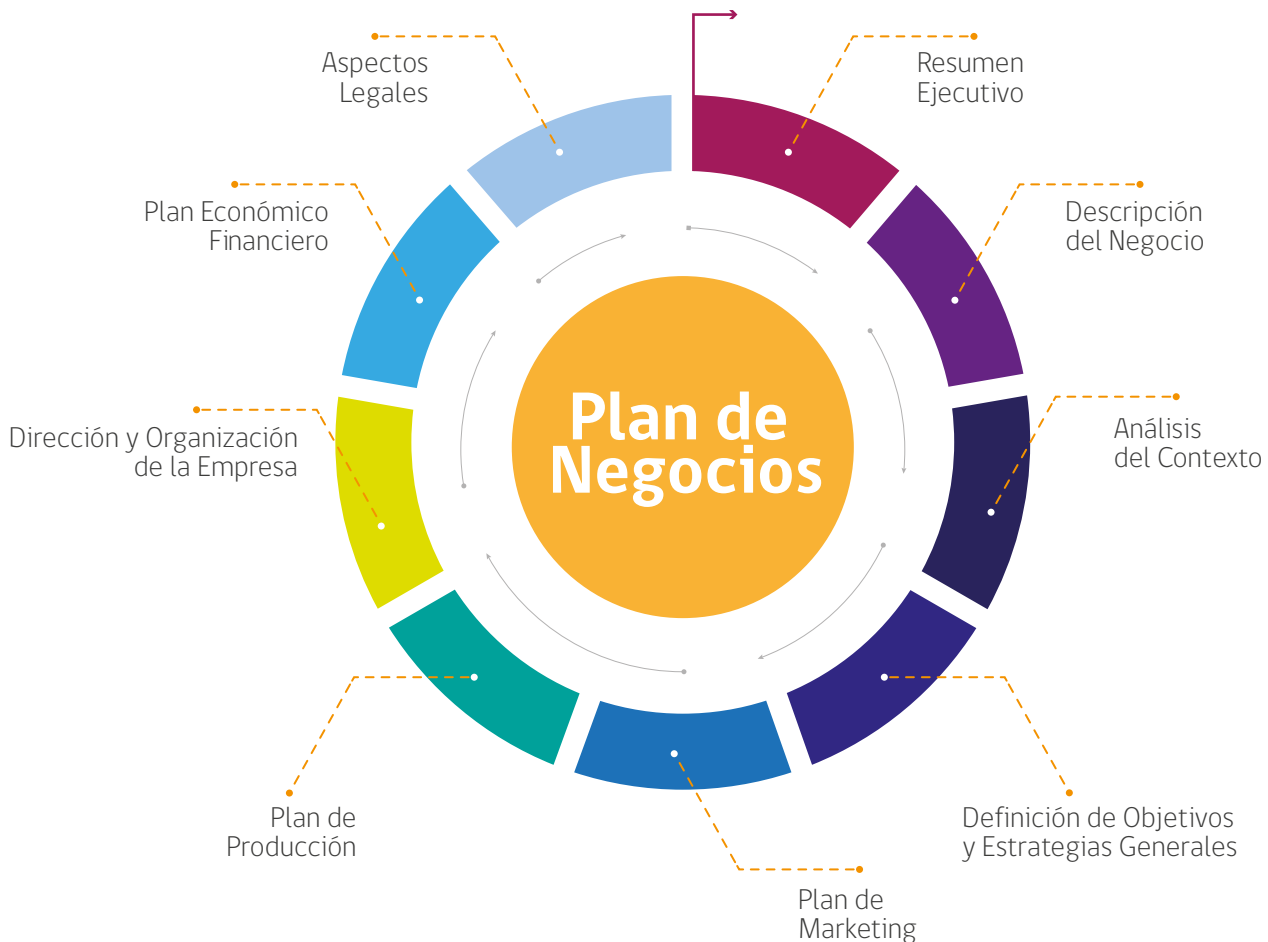 Resumen
Ejecutivo
Descripción
del Negocio
Análisis
del Contexto
Definición de Objetivos
y Estrategias Generales
Plan de
Marketing
Plan de
Producción
Dirección y Organización
de la Empresa
Plan Económico
Financiero
Aspectos
Legales
Plan de
Negocios